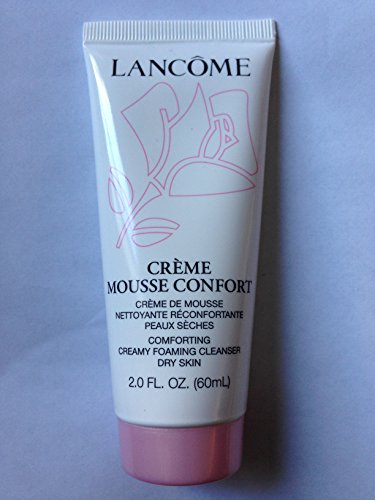 LANCÔME
CRÈME
MOUSSE CONFORT
CRÈME DE MOUSSE
NETTOYANTE RÉCONFORTANTE
PEAUX SÈCHES
COMFORTING
CREAMY FOAMING CLEANSER
DRY SKIN
2.0 FL. OZ. (60mL)